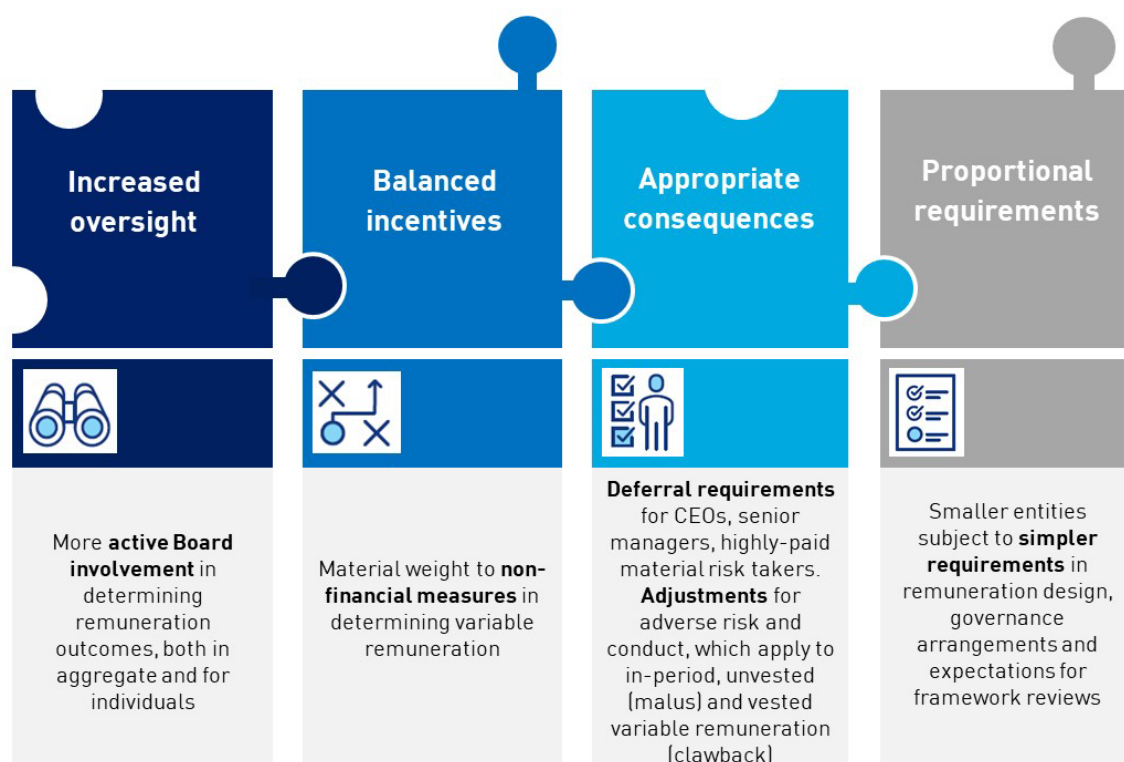 Increased
oversight
Balanced
incentives
Appropriate
consequences
Proportional
requirements
More active Board
involvement in
determining
remuneration
outcomes, both in
aggregate and for
individuals
Material weight to non-
financial measures in
determining variable
remuneration
Deferral requirements
for CEOs, senior
managers, highly-paid
material risk takers.
Adjustments for
adverse risk and
conduct, which apply to
in-period, unvested
(malus) and vested
variable remuneration
(clawback)
Smaller entities
subject to simpler
requirements in
remuneration design,
governance
arrangements and
expectations for
framework reviews